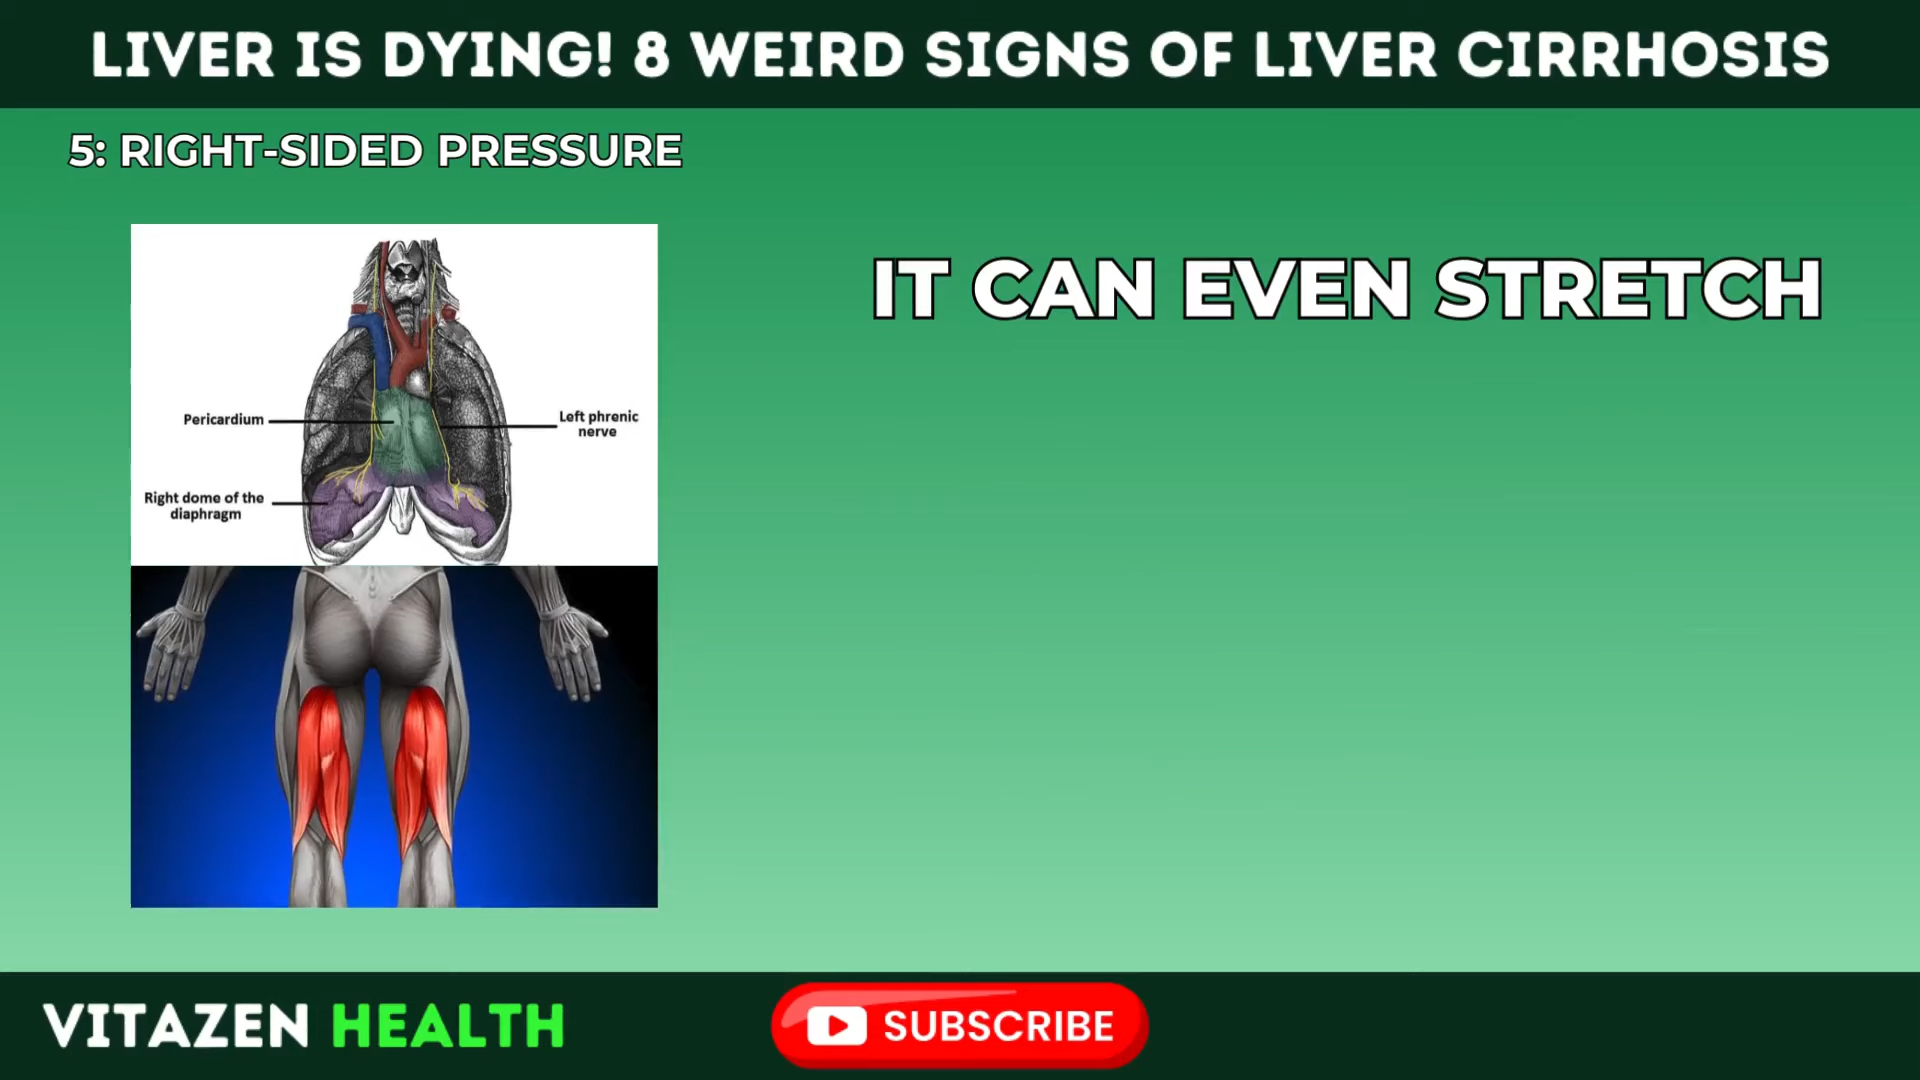 LIVER IS DYING! 8 WEIRD SIGNS OF LIVER CIRRHOSIS
5: RIGHT-SIDED PRESSURE
IT CAN EVEN STRETCH
Pericardium
Left phrenic
nerve
Right dome of the
diaphragm
VITAZEN HEALTH
SUBSCRIBE